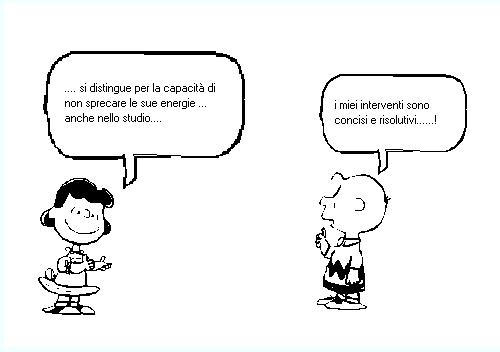 .... si distingue per la capacità di
non sprecare le sue energie ...
anche nello studio....
i miei interventi sono
concisi e risolutivi......!